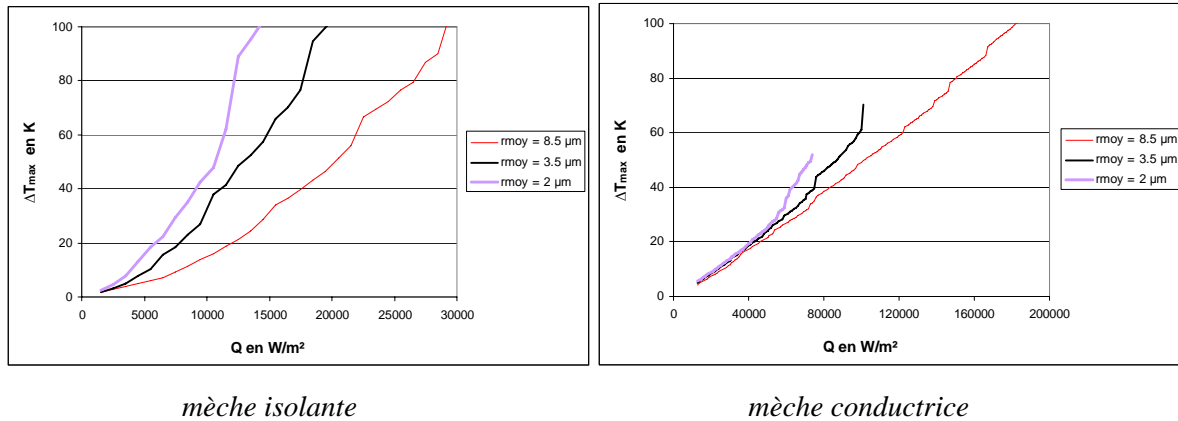 100
80
60
40
20
0
ΔTmax en K
0 5000 10000 15000 20000 25000 30000
Q en W/m²
rmoy = 8.5 µm
rmoy = 3.5 µm
rmoy = 2 µm
mèche isolante
100
80
60
40
20
0
ΔTmax en K
0 40000 80000 120000 160000 200000
Q en W/m²
rmoy = 8.5 µm
rmoy = 3.5 µm
rmoy = 2 µm
mèche conductrice